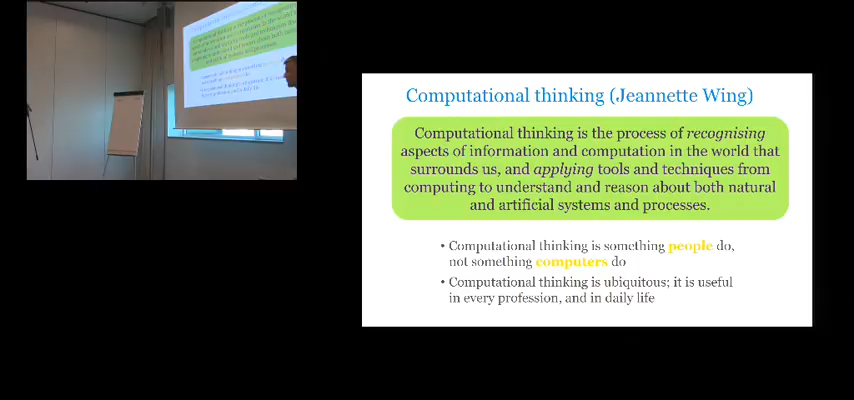 Computational thinking (Jeannette Wing)
Computational thinking is the process of recognising
aspects of information and computation in the world that
surrounds us, and applying tools and techniques from
computing to understand and reason about both natural
and artificial systems and processes.
• Computational thinking is something people do,
not something computers do
• Computational thinking is ubiquitous; it is useful
in every profession, and in daily life